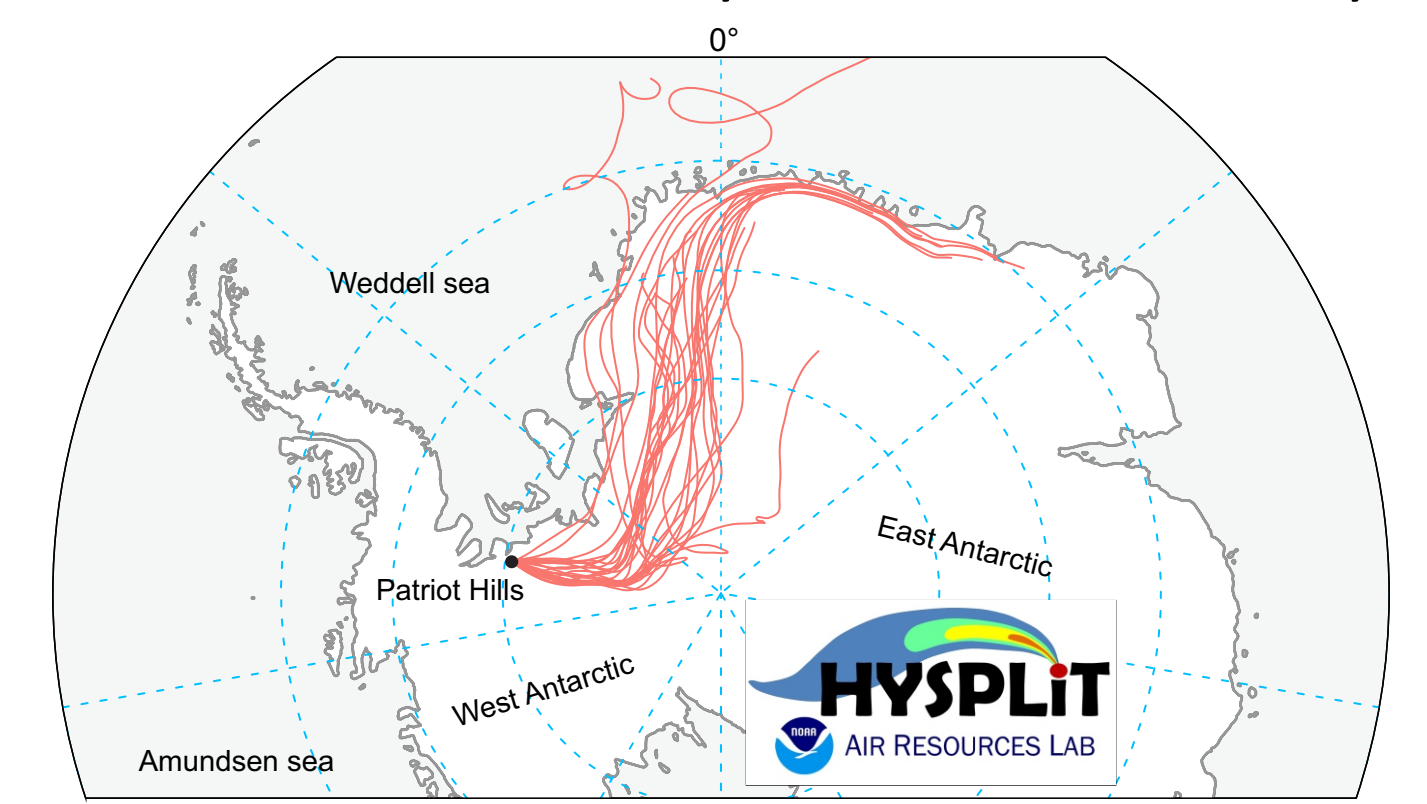 0°
Weddell sea
East Antarctic
Patriot Hills
West Antarctic
HYSPLiT
NOAA
AIR RESOURCES LAB
Amundsen sea